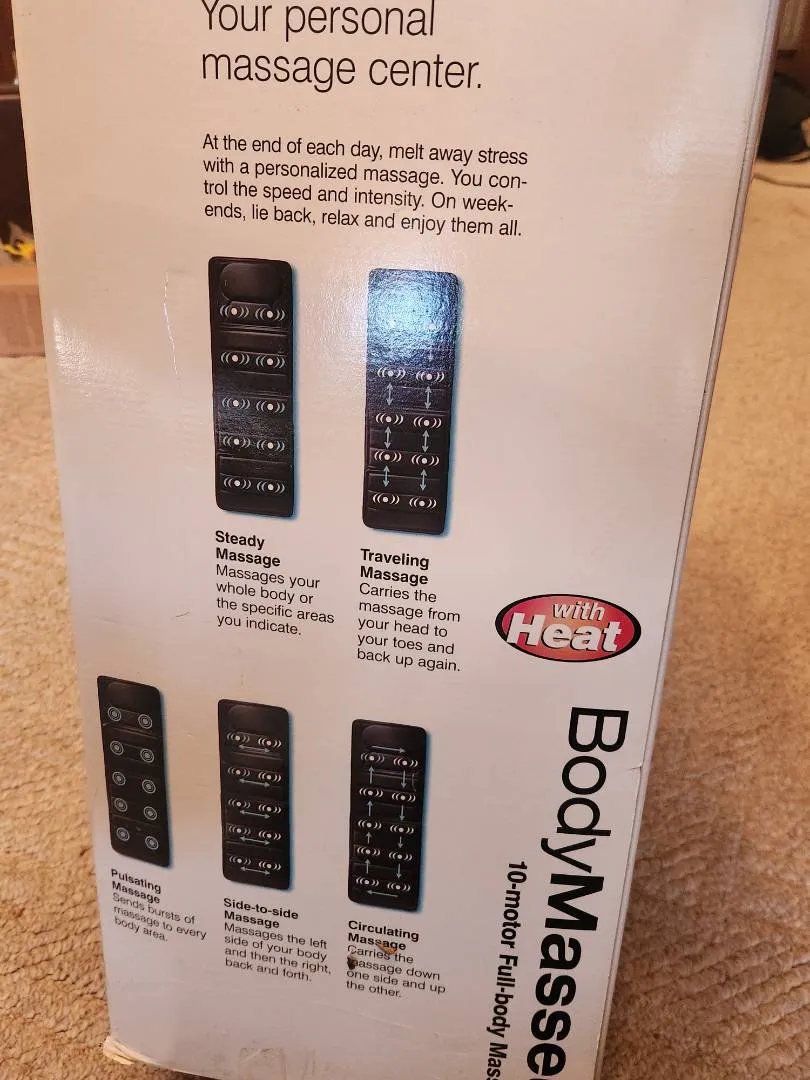 Your personal
massage center.
At the end of each day, melt away stress
with a personalized massage. You con-
trol the speed and intensity. On week-
ends, lie back, relax and enjoy them all.
Steady
Massage
Massages your
whole body or
the specific areas
you indicate.
Traveling
Massage
Carries the
massage from
your head to
your toes and
back up again.
with
Heat
Pulsating
Massage
Sends bursts of
massage to every
body area.
Side-to-side
Massage
Massages the left
side of your body
and then the right,
back and forth.
Circulating
Massage
Carries the
massage down
one side and up
the other.
BodyMasse
10-motor Full-body Mas